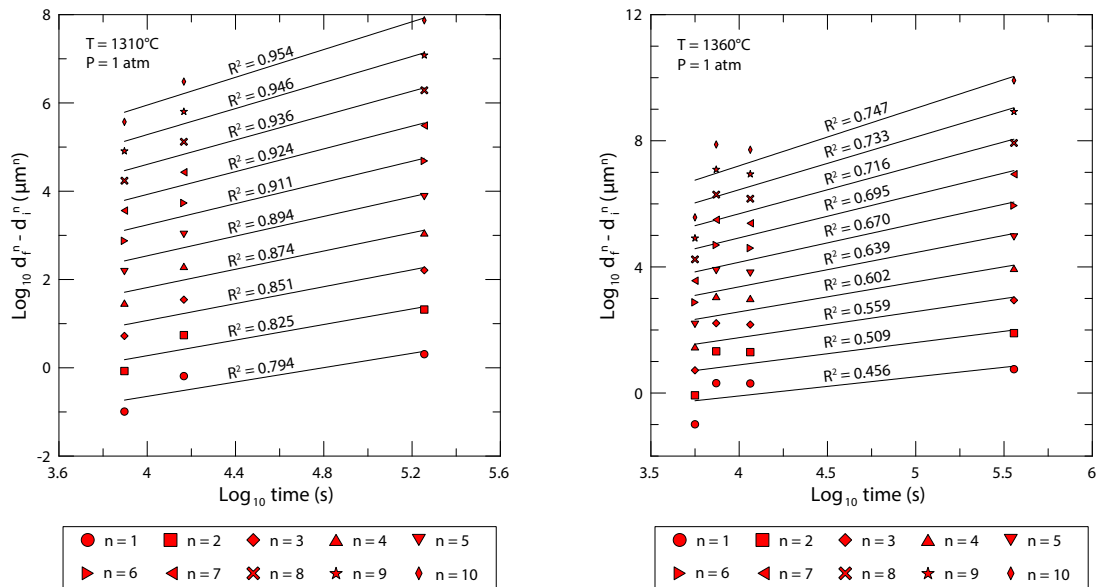 T = 1310°C
P = 1 atm
R² = 0.954
R² = 0.946
R² = 0.936
R² = 0.924
R² = 0.911
R² = 0.894
R² = 0.874
R² = 0.851
R² = 0.825
R² = 0.794
8
6
4
2
0
-2
Log₁₀ d_fⁿ - d_iⁿ (μmⁿ)
3.6
4
4.4
4.8
5.2
5.6
Log₁₀ time (s)
n = 1
n = 2
n = 3
n = 4
n = 5
n = 6
n = 7
n = 8
n = 9
n = 10
T = 1360°C
P = 1 atm
R² = 0.747
R² = 0.733
R² = 0.716
R² = 0.695
R² = 0.670
R² = 0.639
R² = 0.602
R² = 0.559
R² = 0.509
R² = 0.456
12
8
4
0
Log₁₀ d_fⁿ - d_iⁿ (μmⁿ)
3.5
4
4.5
5
5.5
6
Log₁₀ time (s)
n = 1
n = 2
n = 3
n = 4
n = 5
n = 6
n = 7
n = 8
n = 9
n = 10